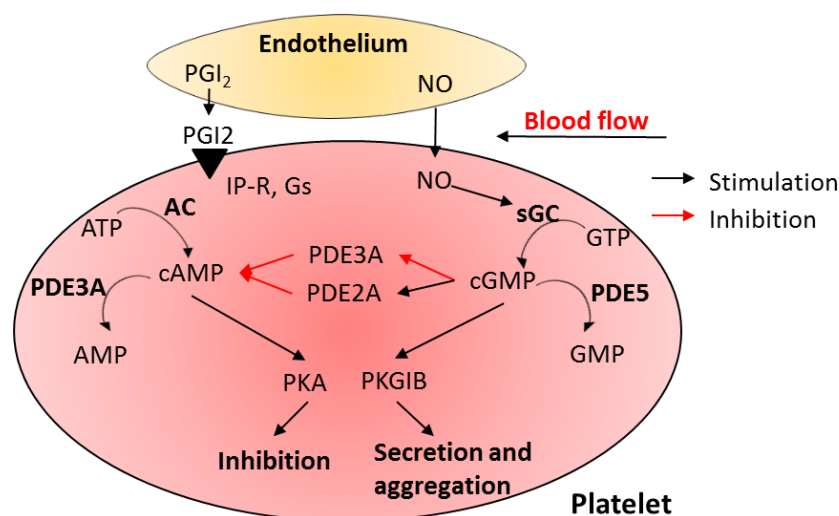 Endothelium
PGI₂
NO
PGI2
Blood flow
IP-R, Gs
NO
Stimulation
AC
sGC
Inhibition
ATP
GTP
PDE3A
cAMP
cGMP
PDE3A
PDE2A
PDE5
AMP
GMP
PKA
PKGIB
Inhibition
Secretion and
aggregation
Platelet